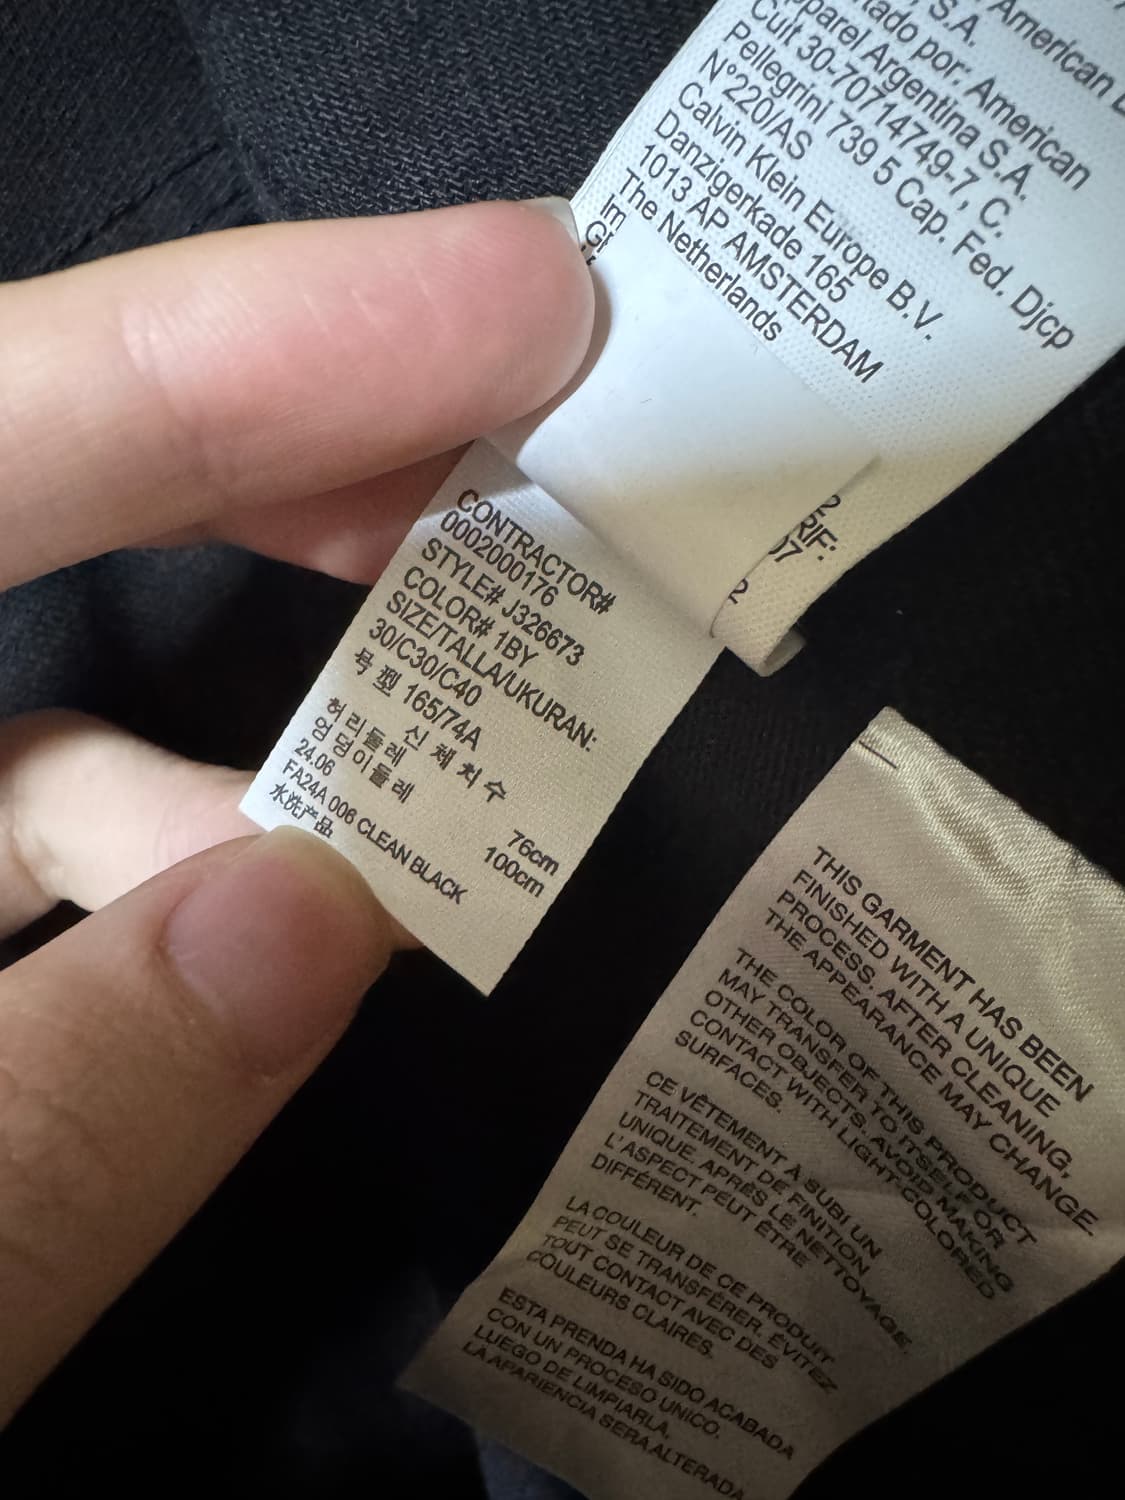 American
S.A.
tado por: American
pparel Argentina S.A.
Cuit 30-70714749-7, C.
Pellegrini 739 5 Cap. Fed. Djcp
N°220/AS
Calvin Klein Europe B.V.
Danzigerkade 165
1013 AP AMSTERDAM
The Netherlands
RIF:
CONTRACTOR#
0002000176
STYLE# J326673
COLOR# 1BY
SIZE/TALLA/UKURAN:
30/C30/C40
号型 165/74A
신체치수
허리둘레 76cm
엉덩이둘레 100cm
24.06
FA24A 006 CLEAN BLACK
水洗产品
THIS GARMENT HAS BEEN
FINISHED WITH A UNIQUE
PROCESS. AFTER CLEANING,
THE APPEARANCE MAY CHANGE.
THE COLOR OF THIS PRODUCT
MAY TRANSFER TO ITSELF OR
OTHER OBJECTS. AVOID MAKING
CONTACT WITH LIGHT-COLORED
SURFACES.
CE VÊTEMENT A SUBI UN
TRAITEMENT DE FINITION
UNIQUE. APRÈS LE NETTOYAGE,
L'ASPECT PEUT ÊTRE
DIFFÉRENT.
LA COULEUR DE CE PRODUIT
PEUT SE TRANSFÉRER. ÉVITEZ
TOUT CONTACT AVEC DES
COULEURS CLAIRES.
ESTA PRENDA HA SIDO ACABADA
CON UN PROCESO UNICO.
LUEGO DE LIMPIARLA,
LA APARIENCIA SERA ALTERADA